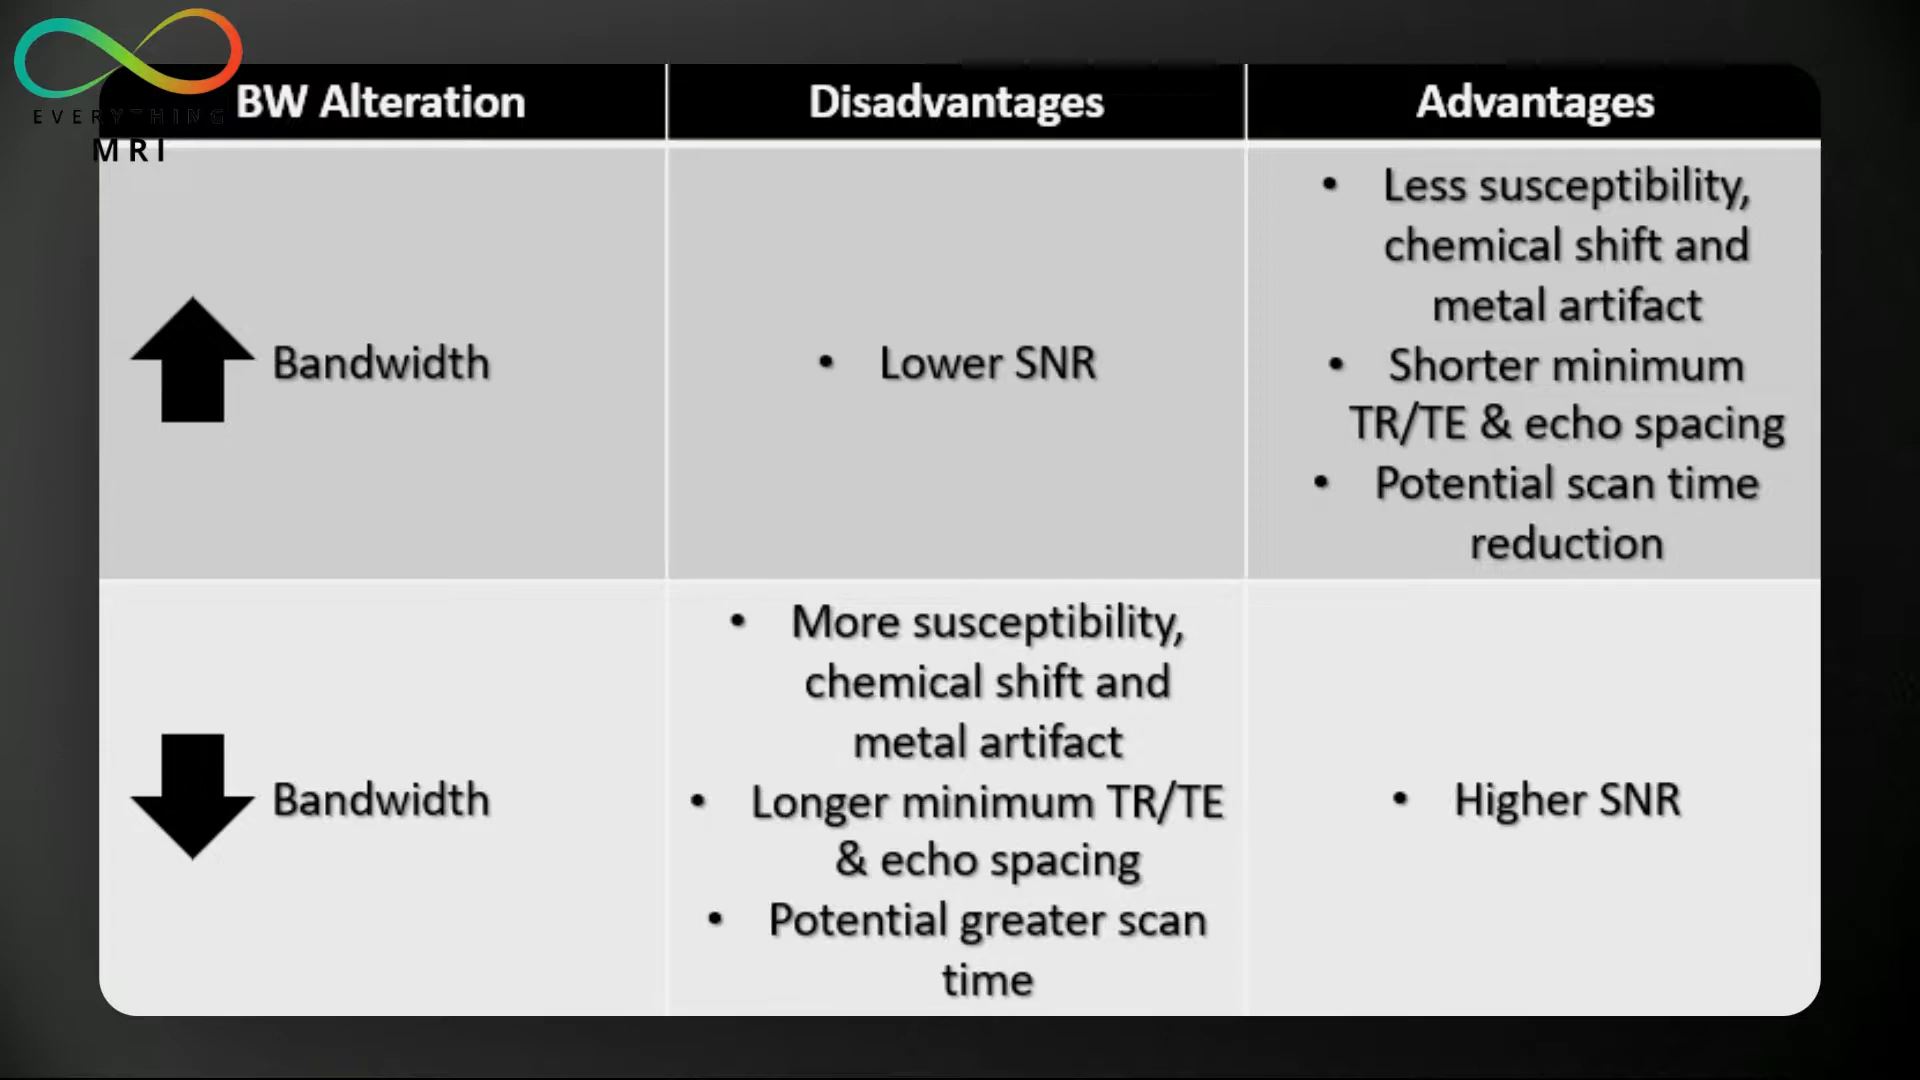 EVERYTHING
MRI
BW Alteration
Disadvantages
Advantages
Bandwidth
• Lower SNR
• Less susceptibility,
chemical shift and
metal artifact
• Shorter minimum
TR/TE & echo spacing
• Potential scan time
reduction
Bandwidth
• More susceptibility,
chemical shift and
metal artifact
• Longer minimum TR/TE
& echo spacing
• Potential greater scan
time
• Higher SNR